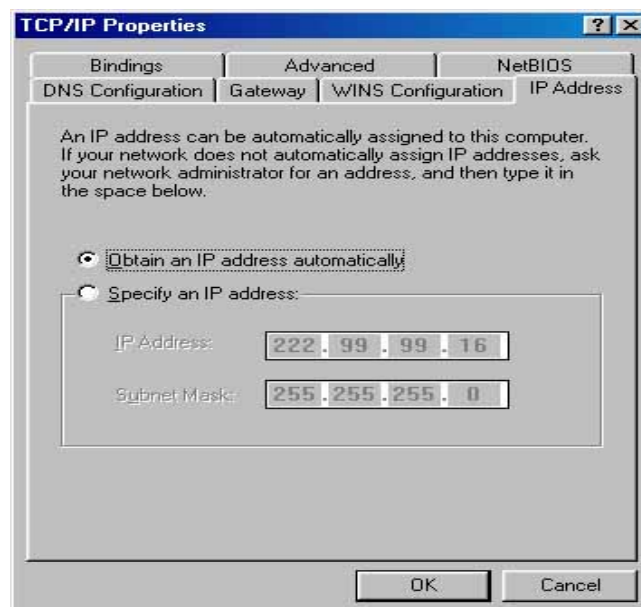 TCP/IP Properties
Bindings Advanced NetBIOS
DNS Configuration Gateway WINS Configuration IP Address
An IP address can be automatically assigned to this computer.
If your network does not automatically assign IP addresses, ask
your network administrator for an address, and then type it in
the space below.
Obtain an IP address automatically
Specify an IP address:
IP Address: 222 . 99 . 99 . 16
Subnet Mask: 255 . 255 . 255 . 0
OK Cancel